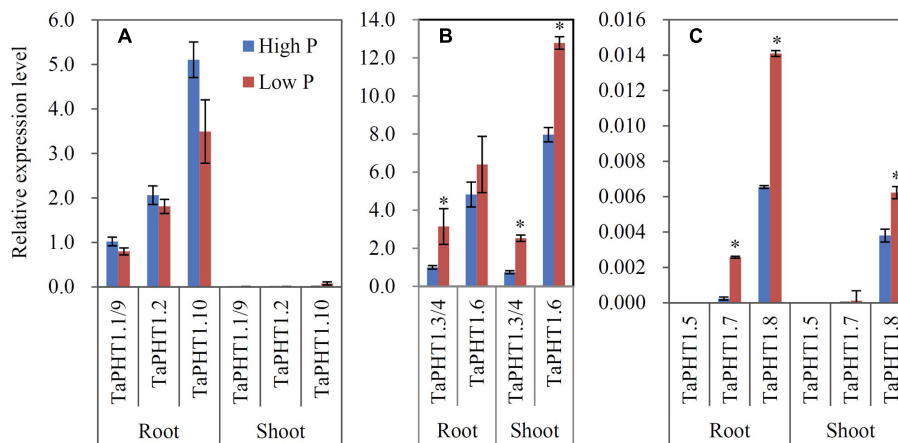 Relative expression level
A
High P
Low P
6.0
5.0
4.0
3.0
2.0
1.0
0.0
TaPHT1.1/9
TaPHT1.2
TaPHT1.10
TaPHT1.1/9
TaPHT1.2
TaPHT1.10
Root
Shoot
B
14.0
12.0
10.0
8.0
6.0
4.0
2.0
0.0
*
*
*
TaPHT1.3/4
TaPHT1.6
TaPHT1.3/4
TaPHT1.6
Root
Shoot
C
0.016
0.014
0.012
0.010
0.008
0.006
0.004
0.002
0.000
*
*
*
TaPHT1.5
TaPHT1.7
TaPHT1.8
TaPHT1.5
TaPHT1.7
TaPHT1.8
Root
Shoot